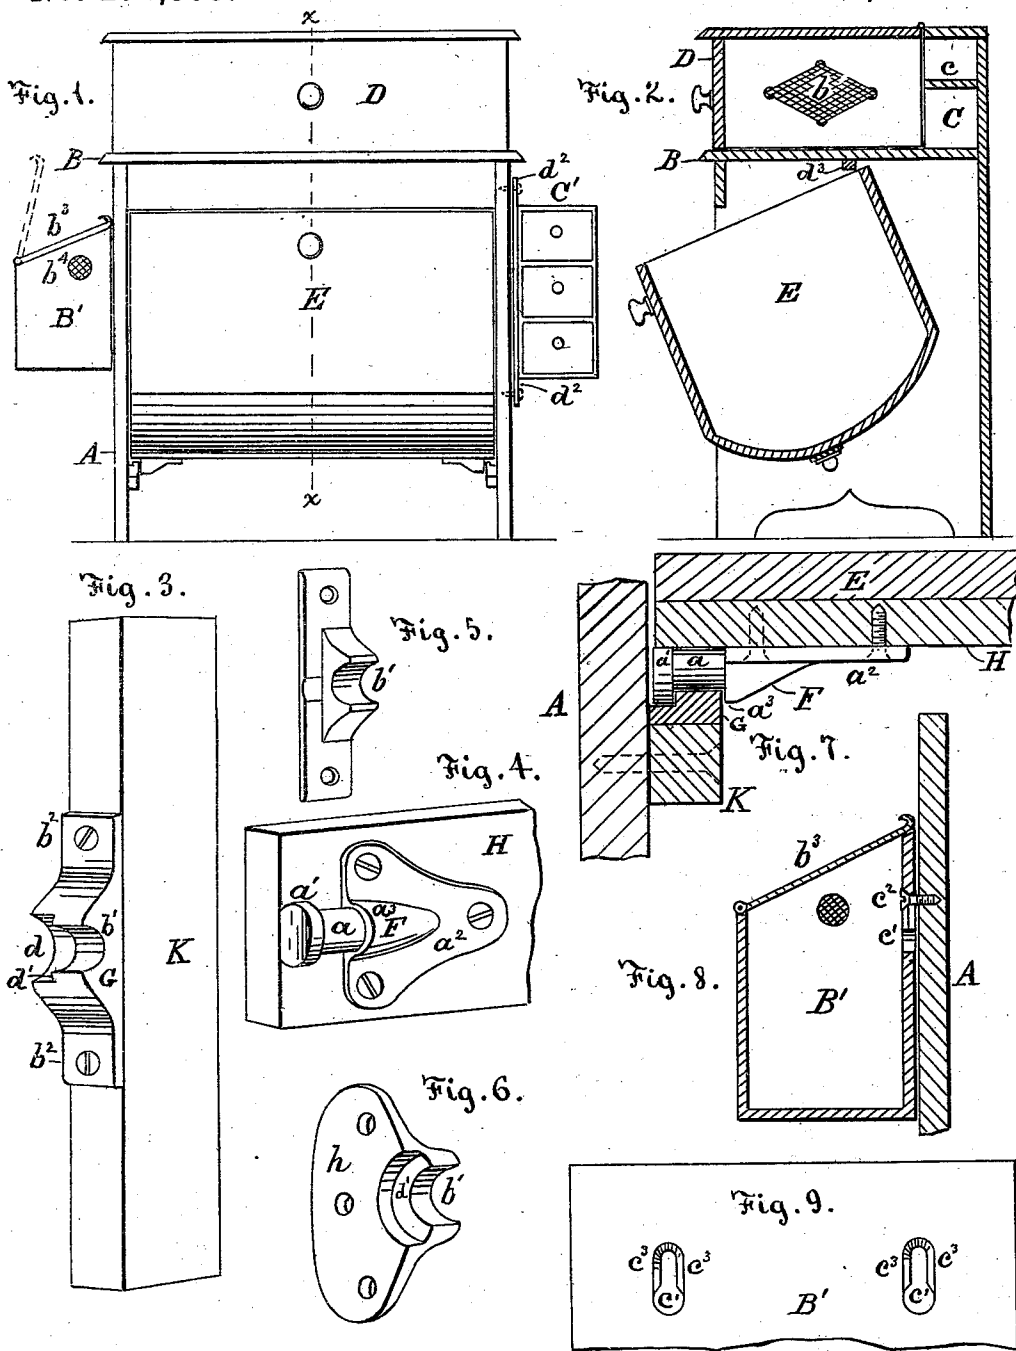 x
Fig. 1.
D
B
b³
b⁴
B'
E
d²
C'
d²
A
x
Fig. 2.
D
b
c
C
B
d³
E
Fig. 3.
b²
b'
d
d'
G
K
b²
Fig. 5.
b'
Fig. 4.
H
a'
a
a³
F
a²
Fig. 6.
h
d'
b'
E
a'
a
H
a²
F
a³
A
G
Fig. 7.
K
b³
c²
c'
Fig. 8.
B'
A
Fig. 9.
c³ c³ c³ c³
c' c'
B'